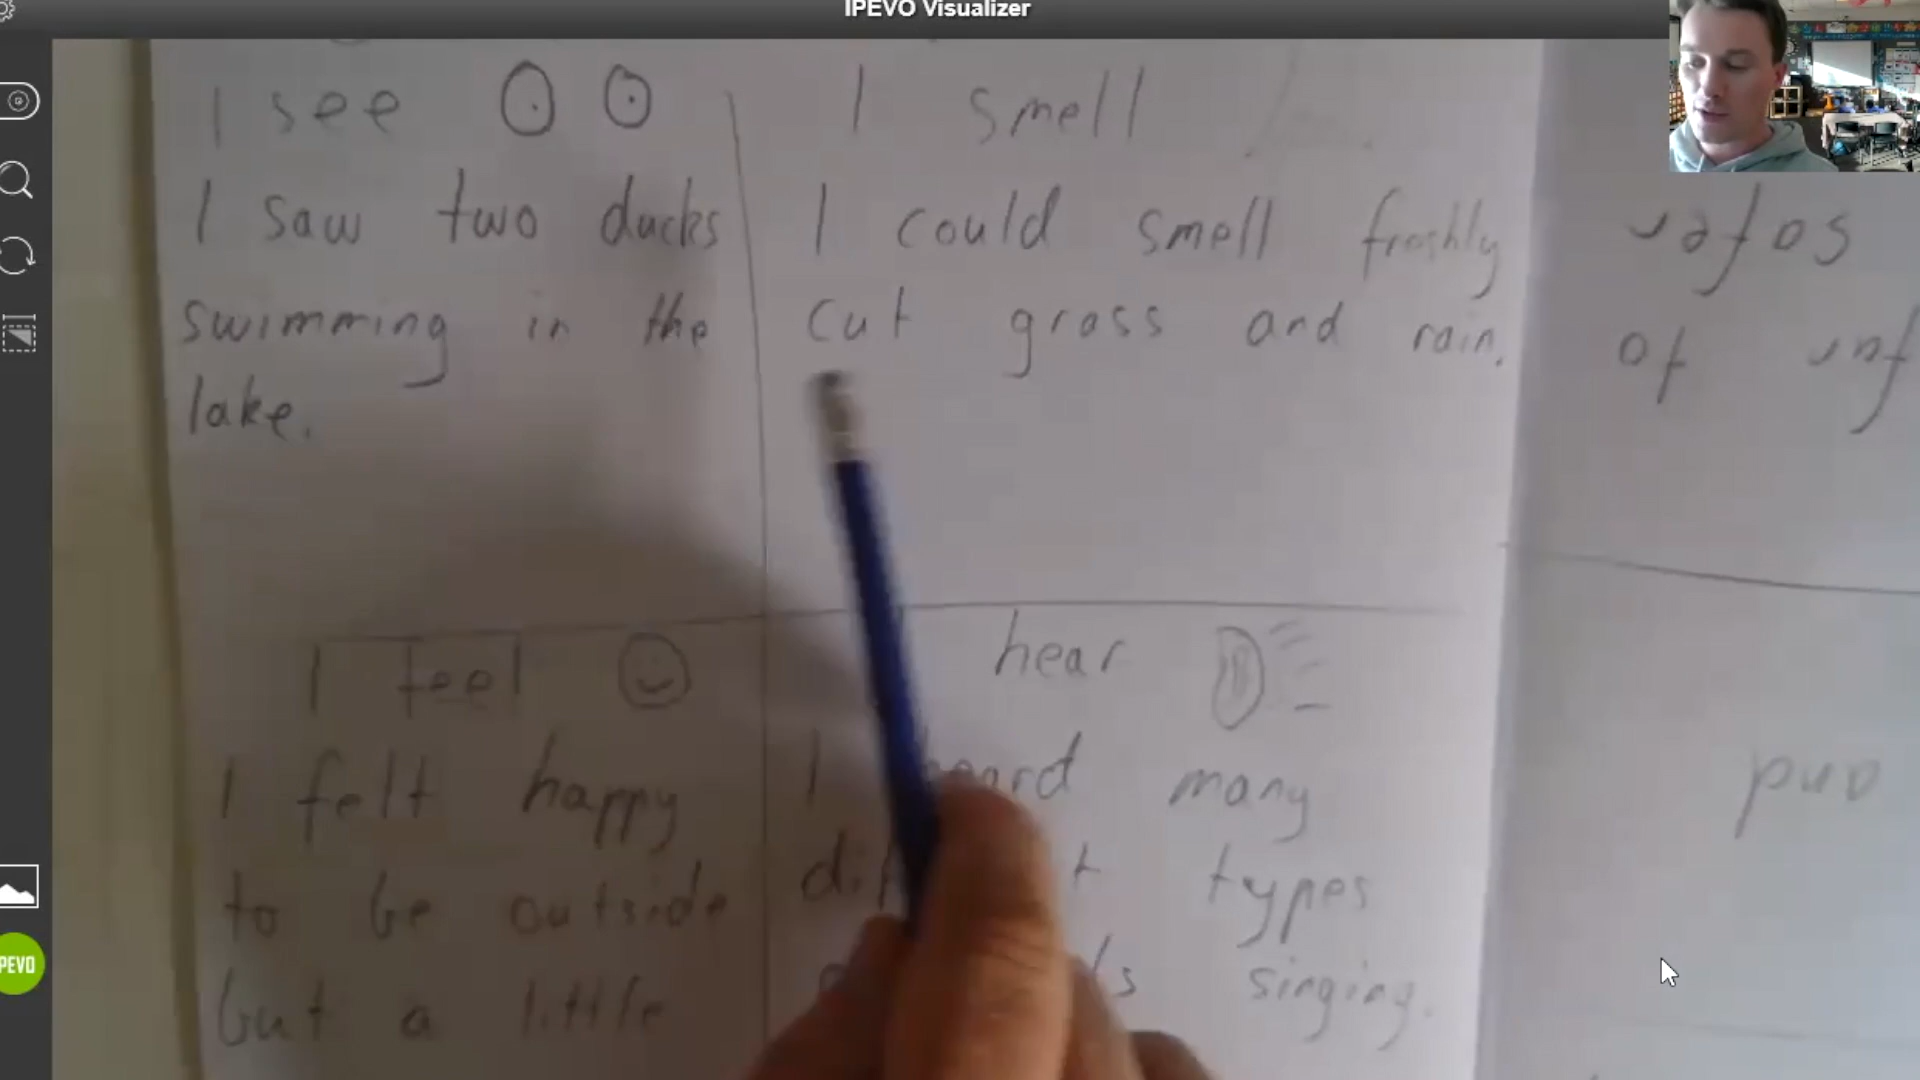 IPEVO Visualizer
I see
I saw two ducks
swimming in the
lake.
I smell
I could smell freshly
cut grass and rain.
I feel
I felt happy
to be outside
but a little
hear
I heard many
types
singing.
PEVO